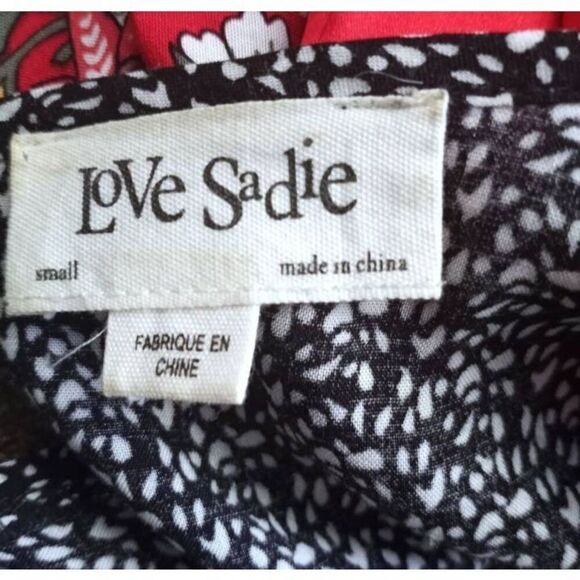 Love Sadie
small made in china
FABRIQUE EN
CHINE